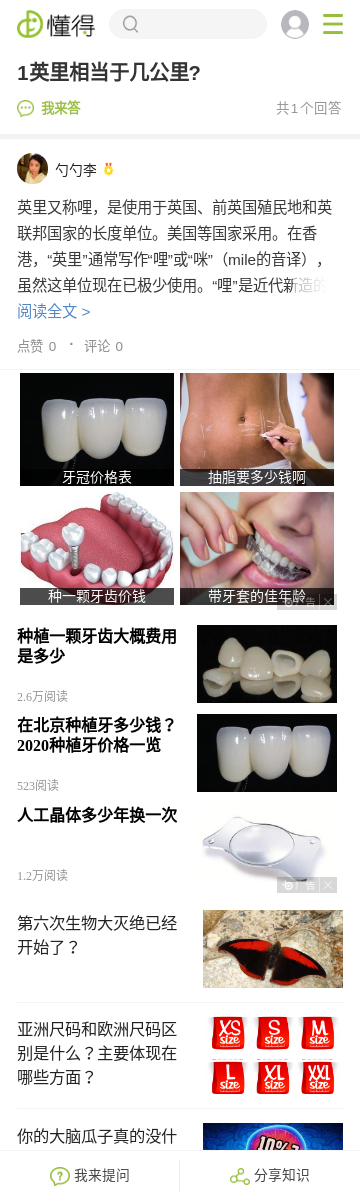 懂得
1英里相当于几公里?
我来答
共1个回答
勺勺李
英里又称哩，是使用于英国、前英国殖民地和英
联邦国家的长度单位。美国等国家采用。在香
港，“英里”通常写作“哩”或“咪”（mile的音译），
虽然这单位现在已极少使用。“哩”是近代新造的
阅读全文 >
点赞 0 · 评论 0
牙冠价格表
抽脂要多少钱啊
种一颗牙齿价钱
带牙套的佳年龄
广告
种植一颗牙齿大概费用
是多少
2.6万阅读
在北京种植牙多少钱？
2020种植牙价格一览
523阅读
人工晶体多少年换一次
1.2万阅读
广告
第六次生物大灭绝已经
开始了？
亚洲尺码和欧洲尺码区
别是什么？主要体现在
哪些方面？
XS size S size M size
L size XL size XXL size
你的大脑瓜子真的没什
10%?
我来提问
分享知识